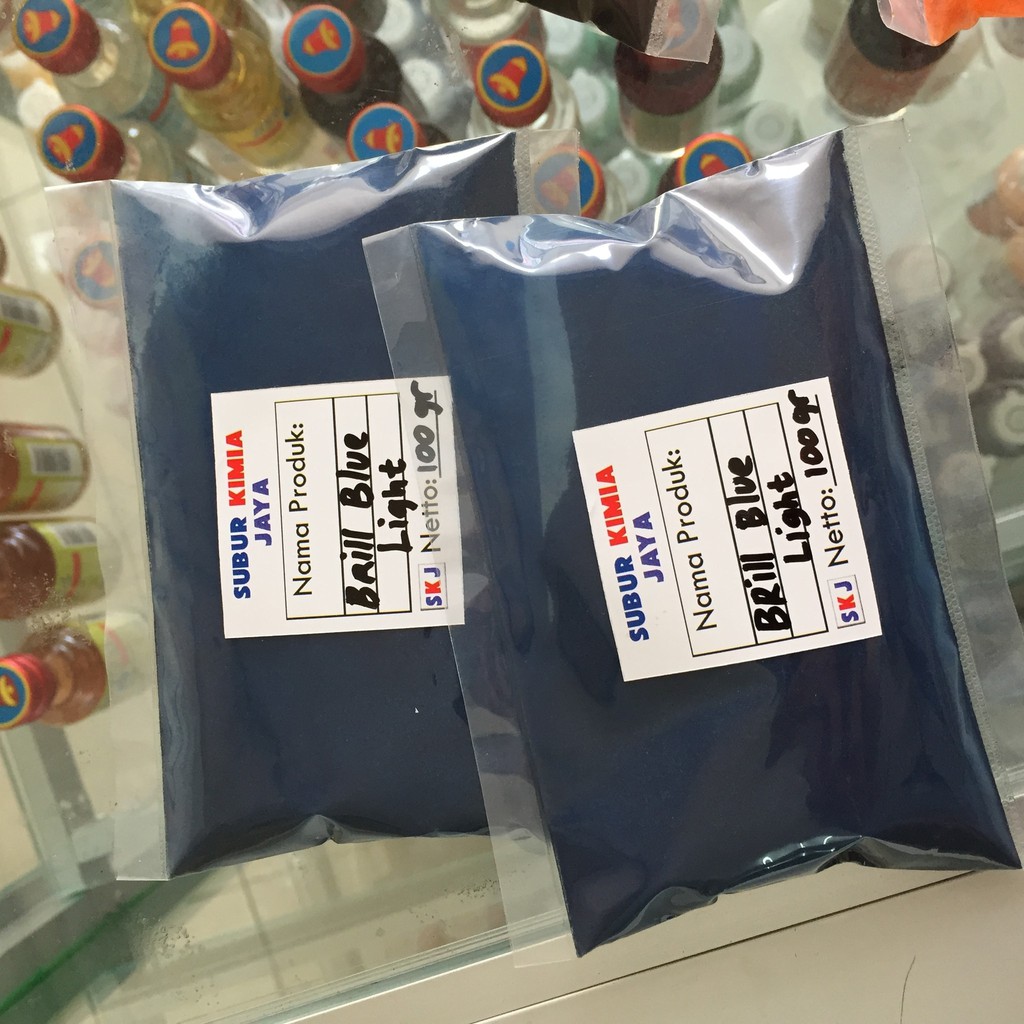 SUBUR KIMIA
JAYA
Nama Produk:
Brill Blue
Light
SKJ Netto: 100 gr
SUBUR KIMIA
JAYA
Nama Produk:
BRill Blue
Light
SKJ Netto: 100 gr